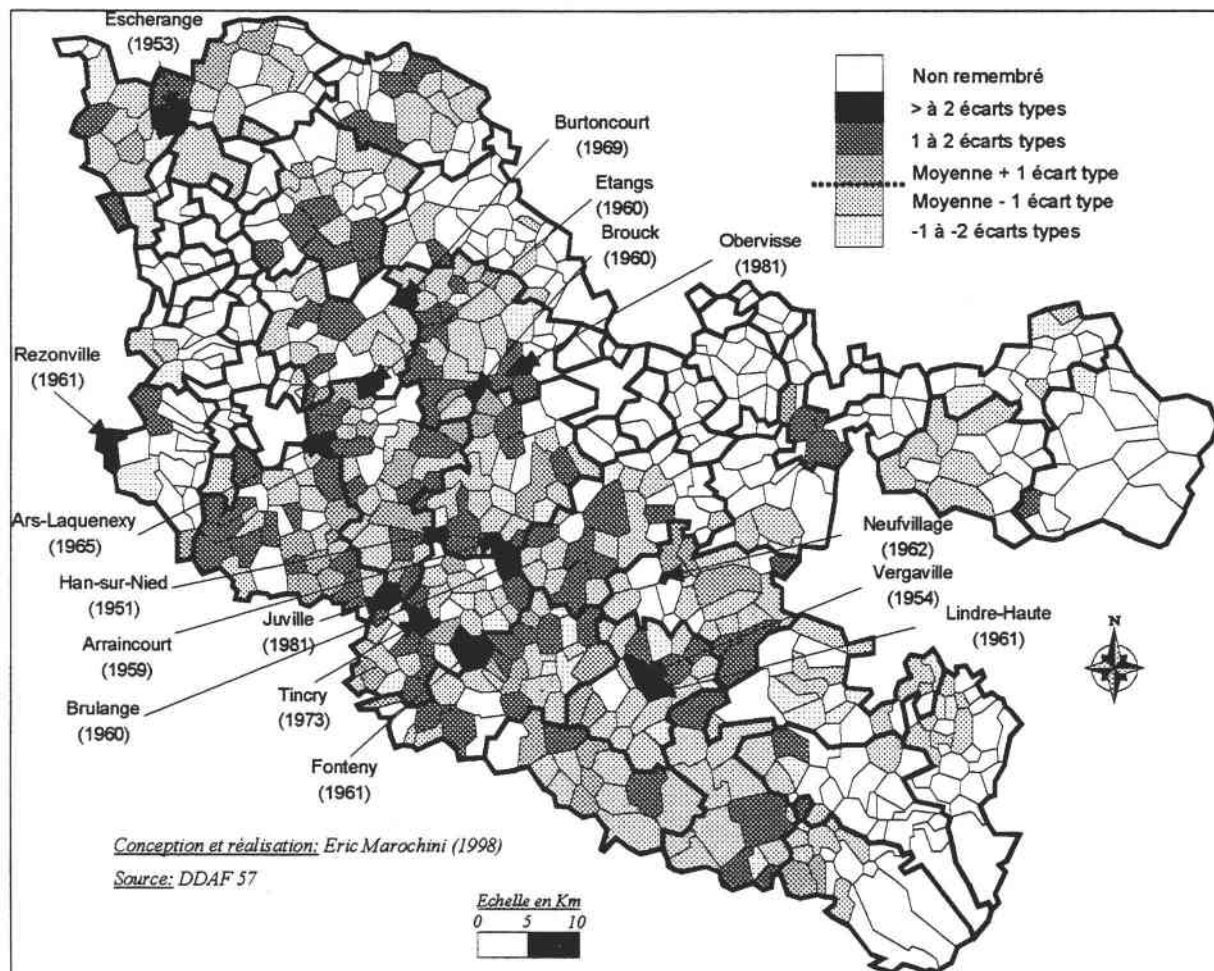 Escherange
(1953)
Non remembré
> à 2 écarts types
1 à 2 écarts types
Moyenne + 1 écart type
Moyenne - 1 écart type
-1 à -2 écarts types
Burtoncourt
(1969)
Etangs
(1960)
Brouck
(1960)
Obervisse
(1981)
Rezonville
(1961)
Ars-Laquenexy
(1965)
Han-sur-Nied
(1951)
Arraincourt
(1959)
Juville
(1981)
Brulange
(1960)
Tincry
(1973)
Fonteny
(1961)
Neufvillage
(1962)
Vergaville
(1954)
Lindre-Haute
(1961)
N
Conception et réalisation: Eric Marochini (1998)
Source: DDAF 57
Echelle en Km
0 5 10